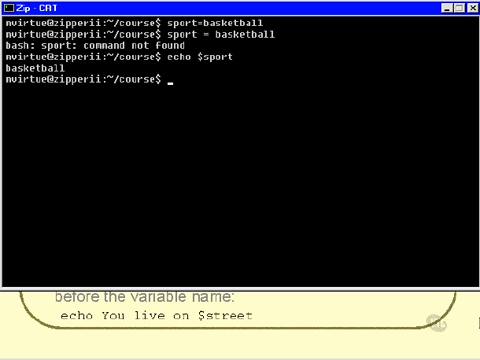 Zip - CAT
nvirtue@zipperii:~/course$ sport=basketball
nvirtue@zipperii:~/course$ sport = basketball
bash: sport: command not found
nvirtue@zipperii:~/course$ echo $sport
basketball
nvirtue@zipperii:~/course$ _
before the variable name:
echo You live on $street